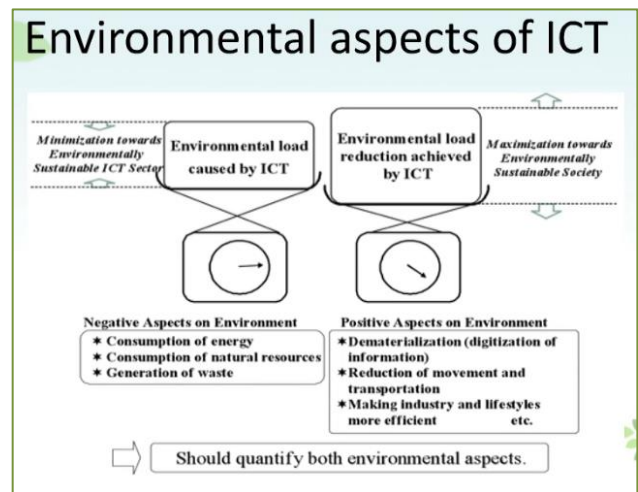 Environmental aspects of ICT
Minimization towards
Environmentally
Sustainable ICT Sector
Environmental load
caused by ICT
Environmental load
reduction achieved
by ICT
Maximization towards
Environmentally
Sustainable Society
Negative Aspects on Environment
✶ Consumption of energy
✶ Consumption of natural resources
✶ Generation of waste
Positive Aspects on Environment
✶Dematerialization (digitization of
information)
✶Reduction of movement and
transportation
✶Making industry and lifestyles
more efficient etc.
Should quantify both environmental aspects.